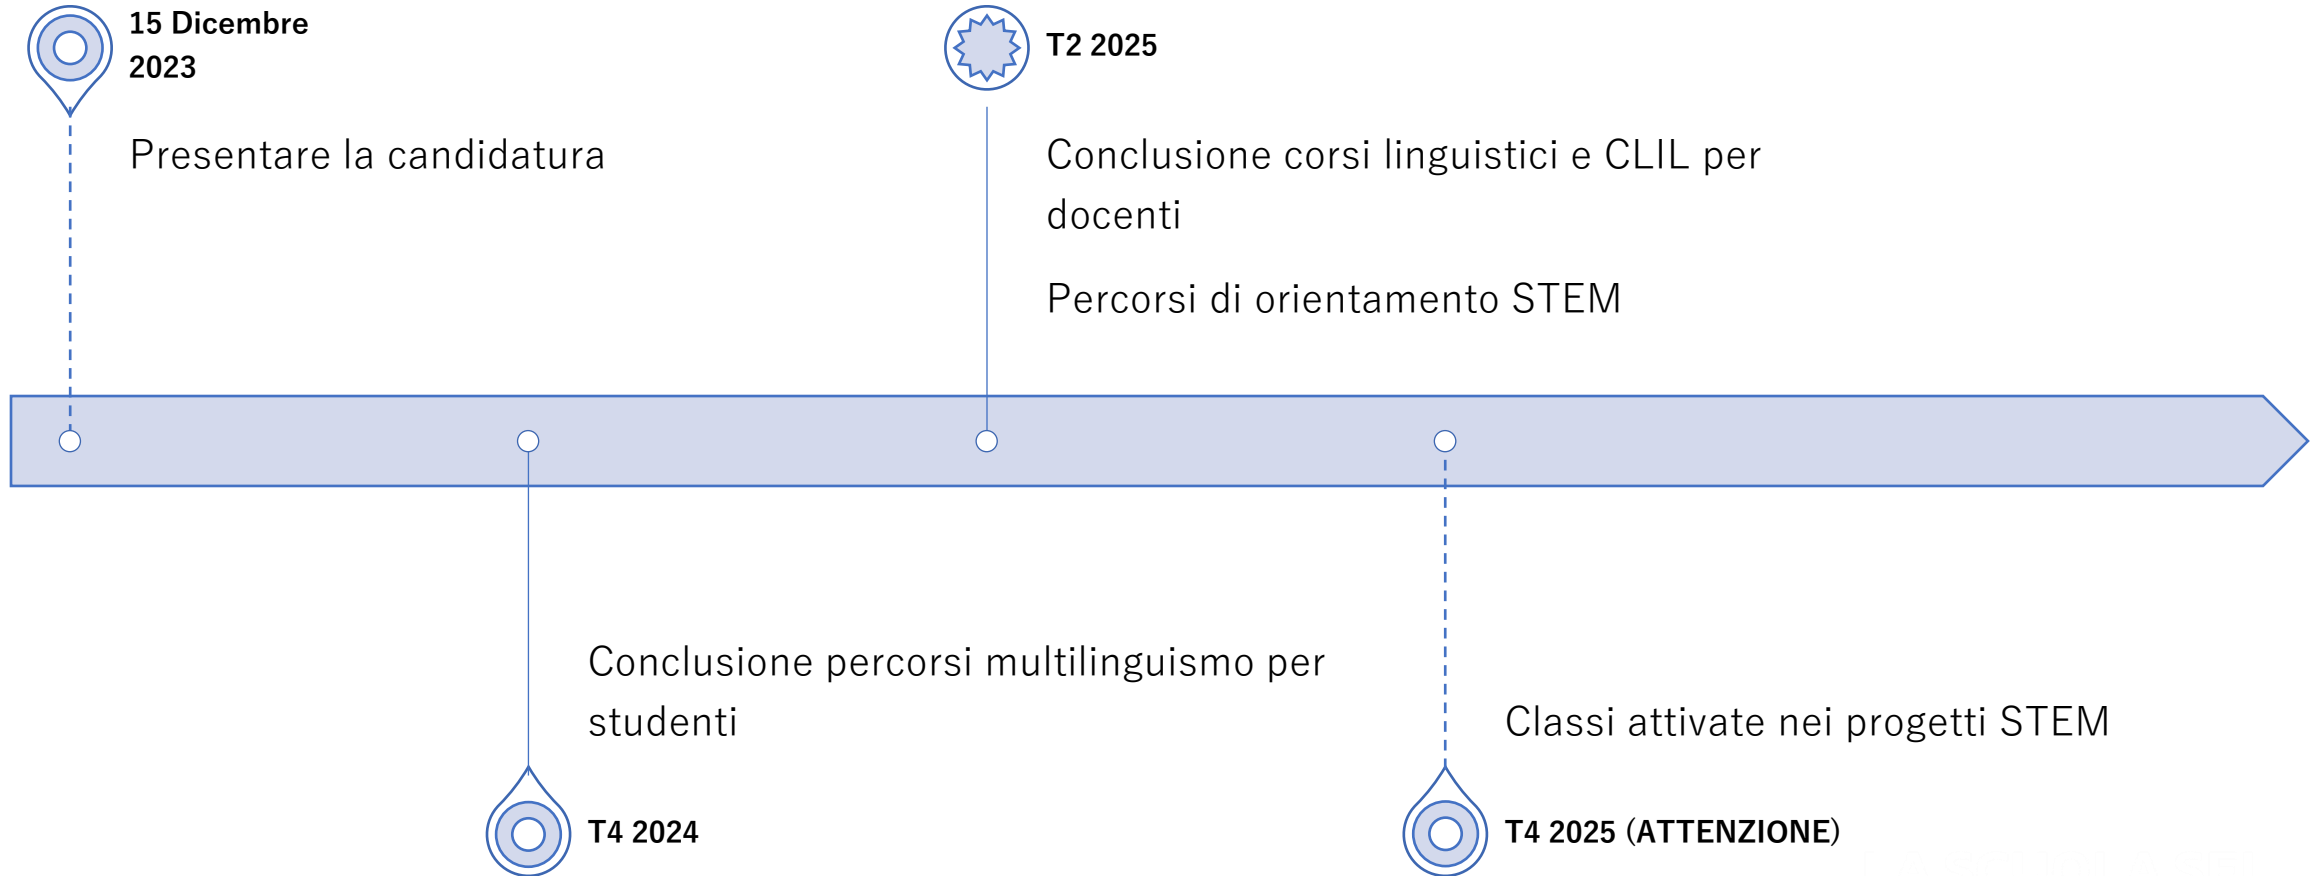 15 Dicembre
2023
Presentare la candidatura
T4 2024
Conclusione percorsi multilinguismo per
studenti
T2 2025
Conclusione corsi linguistici e CLIL per
docenti
Percorsi di orientamento STEM
T4 2025 (ATTENZIONE)
Classi attivate nei progetti STEM